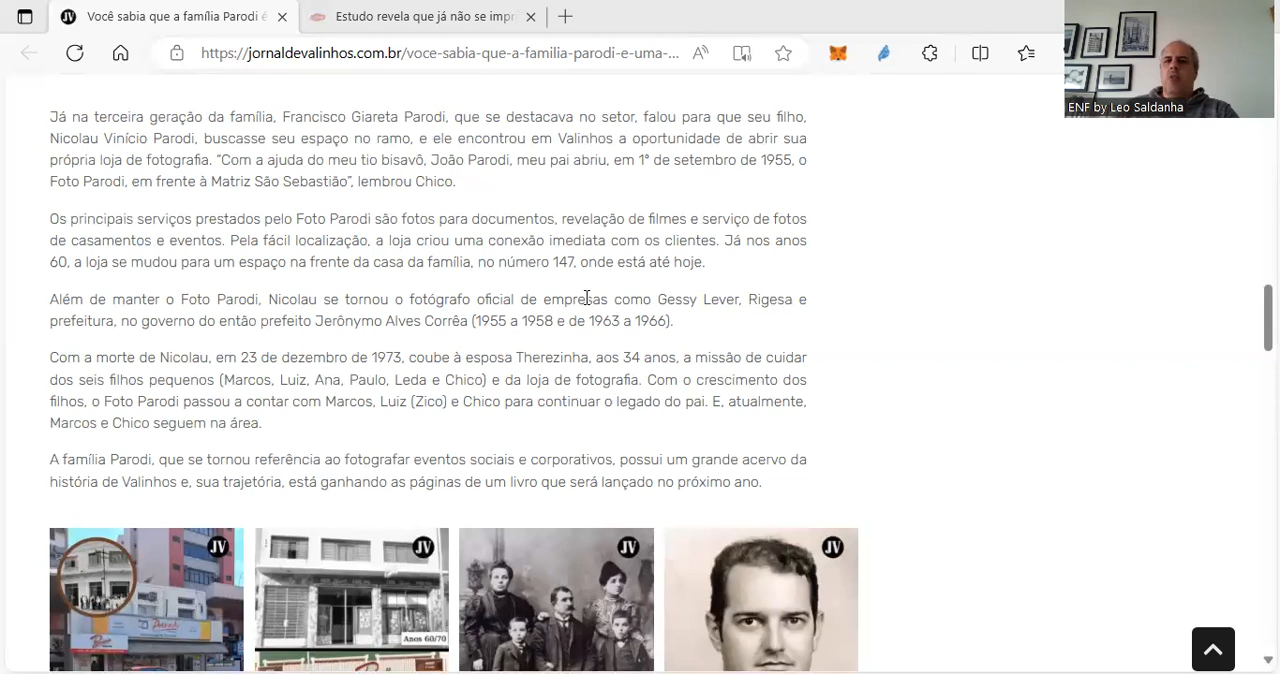 Você sabia que a família Parodi é
Estudo revela que já não se impr
https://jornaldevalinhos.com.br/voce-sabia-que-a-familia-parodi-e-uma-...
ENF by Leo Saldanha
Já na terceira geração da família, Francisco Giareta Parodi, que se destacava no setor, falou para que seu filho,
Nicolau Vinício Parodi, buscasse seu espaço no ramo, e ele encontrou em Valinhos a oportunidade de abrir sua
própria loja de fotografia. "Com a ajuda do meu tio bisavô, João Parodi, meu pai abriu, em 1º de setembro de 1955, o
Foto Parodi, em frente à Matriz São Sebastião", lembrou Chico.
Os principais serviços prestados pelo Foto Parodi são fotos para documentos, revelação de filmes e serviço de fotos
de casamentos e eventos. Pela fácil localização, a loja criou uma conexão imediata com os clientes. Já nos anos
60, a loja se mudou para um espaço na frente da casa da família, no número 147, onde está até hoje.
Além de manter o Foto Parodi, Nicolau se tornou o fotógrafo oficial de empresas como Gessy Lever, Rigesa e
prefeitura, no governo do então prefeito Jerônymo Alves Corrêa (1955 a 1958 e de 1963 a 1966).
Com a morte de Nicolau, em 23 de dezembro de 1973, coube à esposa Therezinha, aos 34 anos, a missão de cuidar
dos seis filhos pequenos (Marcos, Luiz, Ana, Paulo, Leda e Chico) e da loja de fotografia. Com o crescimento dos
filhos, o Foto Parodi passou a contar com Marcos, Luiz (Zico) e Chico para continuar o legado do pai. E, atualmente,
Marcos e Chico seguem na área.
A família Parodi, que se tornou referência ao fotografar eventos sociais e corporativos, possui um grande acervo da
história de Valinhos e, sua trajetória, está ganhando as páginas de um livro que será lançado no próximo ano.
JV
JV
JV
JV
Parodi
Anos 60/70